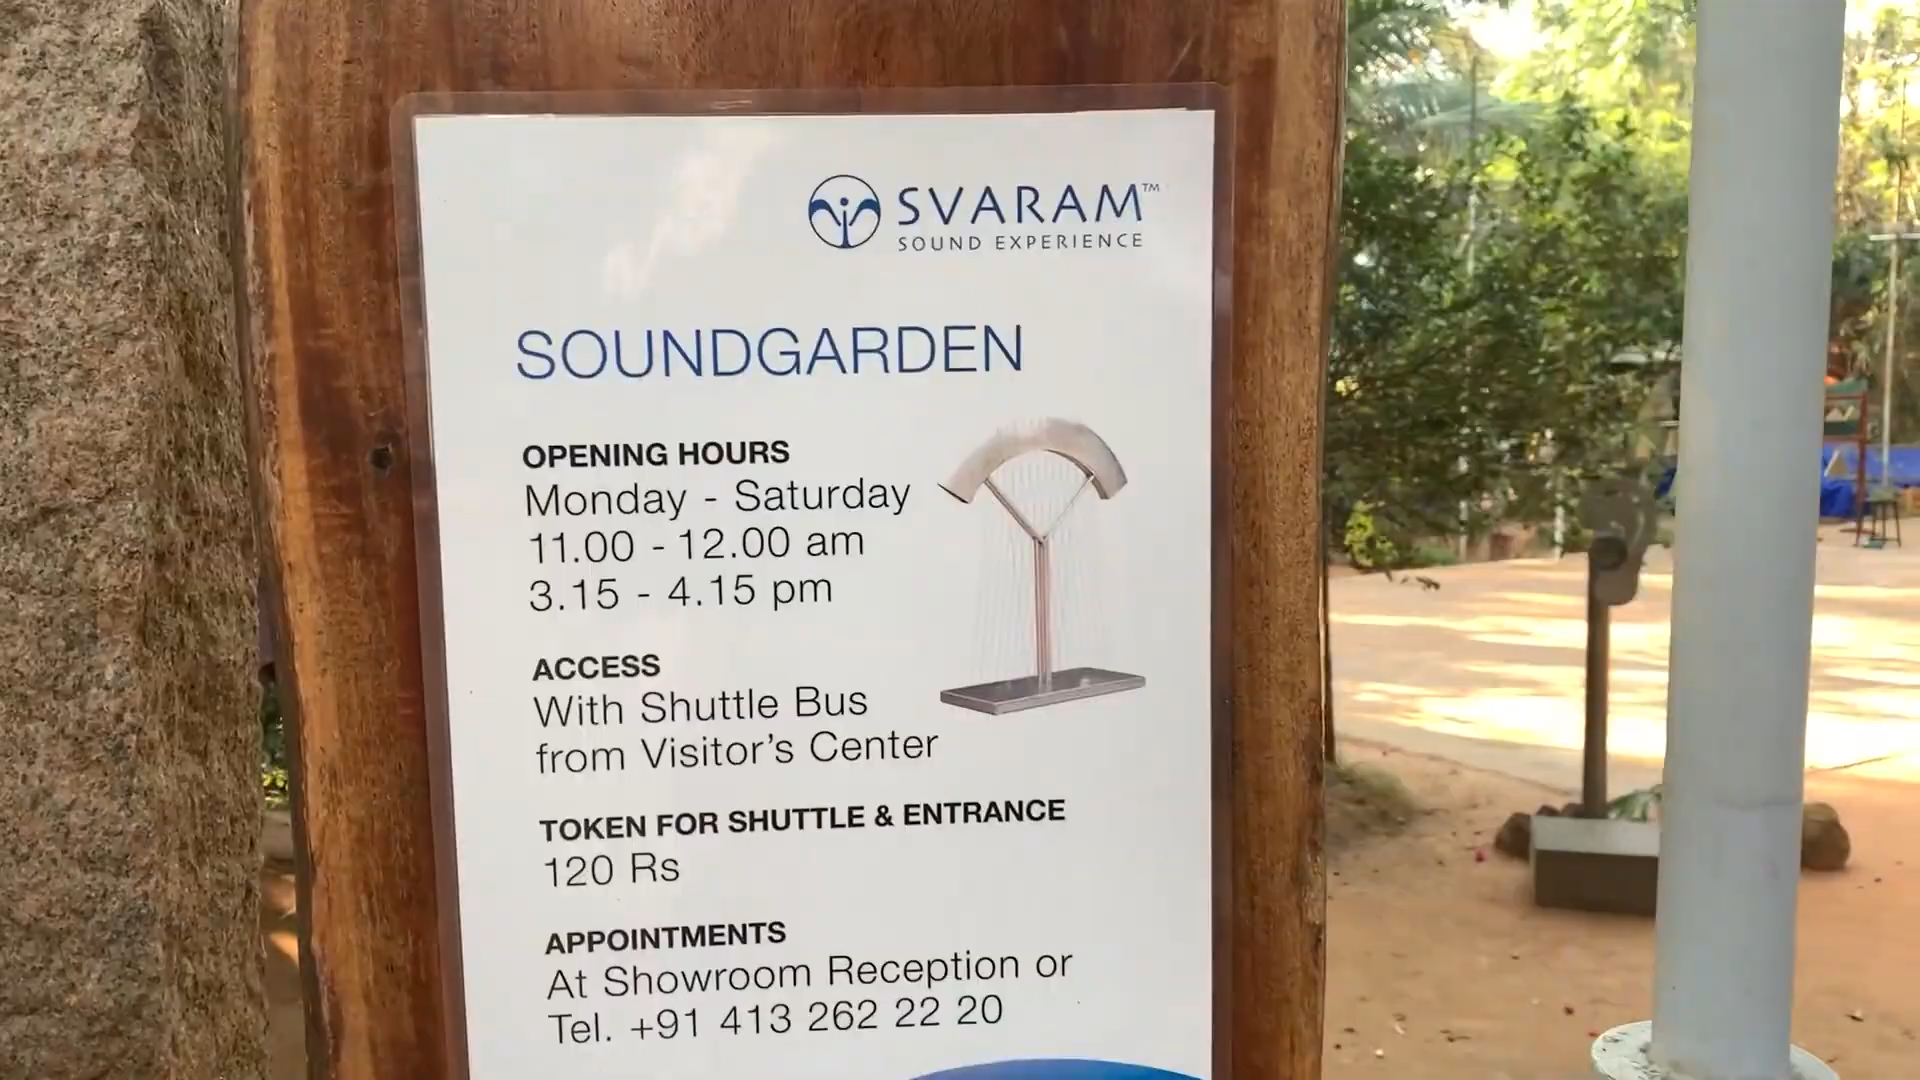 SVARAM™
SOUND EXPERIENCE
SOUNDGARDEN
OPENING HOURS
Monday - Saturday
11.00 - 12.00 am
3.15 - 4.15 pm
ACCESS
With Shuttle Bus
from Visitor's Center
TOKEN FOR SHUTTLE & ENTRANCE
120 Rs
APPOINTMENTS
At Showroom Reception or
Tel. +91 413 262 22 20